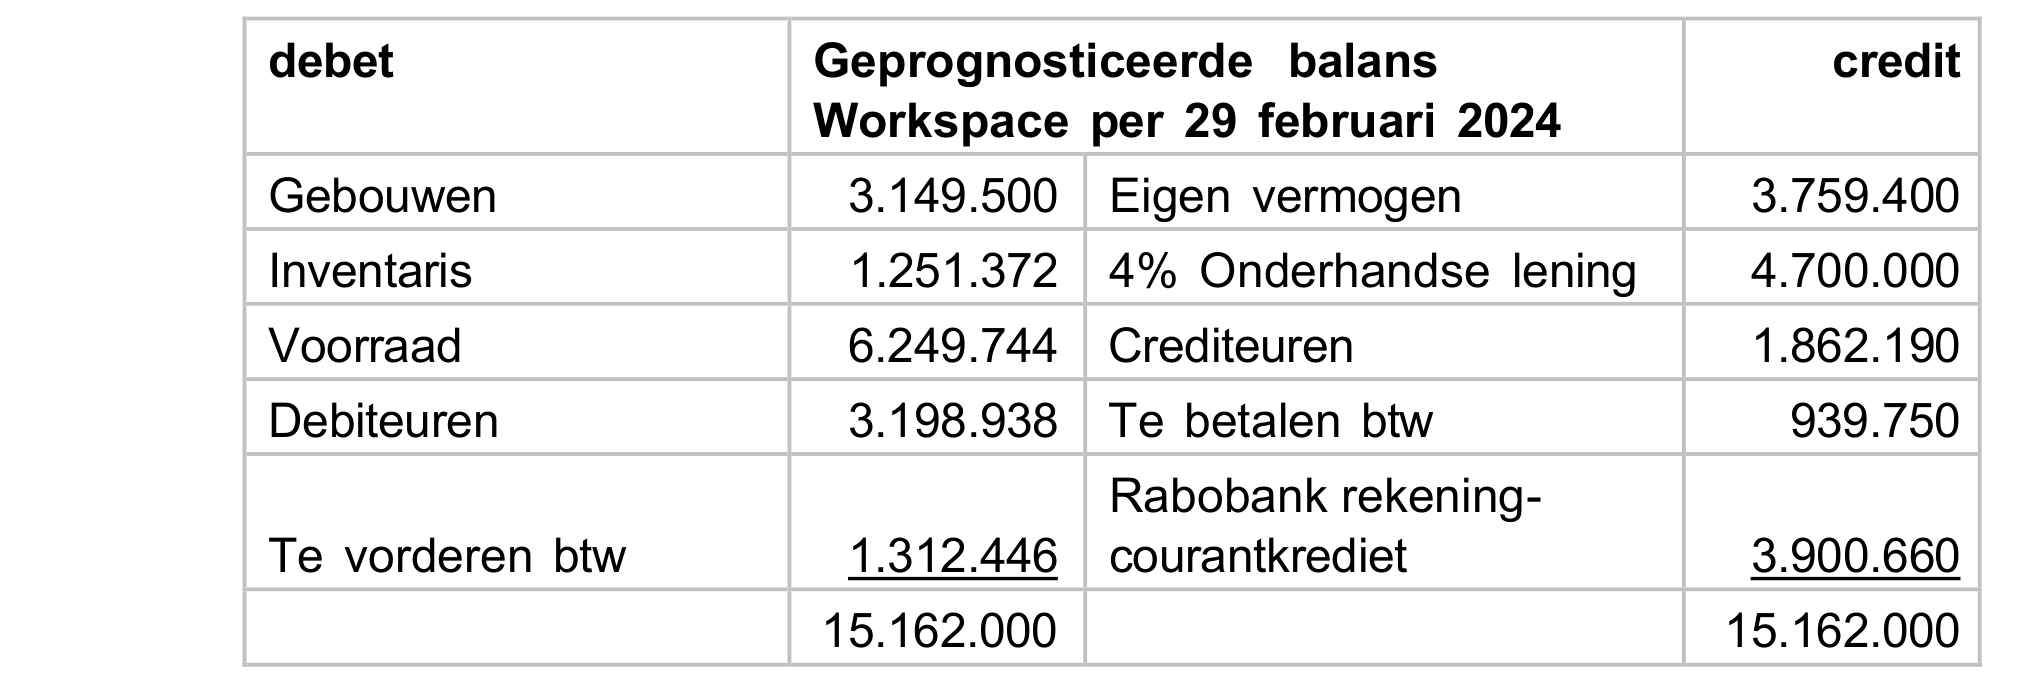 debet Geprognosticeerde balans credit
Workspace per 29 februari 2024
Gebouwen 3.149.500 Eigen vermogen 3.759.400
Inventaris 1.251.372 4% Onderhandse lening 4.700.000
Voorraad 6.249.744 Crediteuren 1.862.190
Debiteuren 3.198.938 Te betalen btw 939.750
Rabobank rekening-
Te vorderen btw 1.312.446 courantkrediet 3.900.660
15.162.000 15.162.000